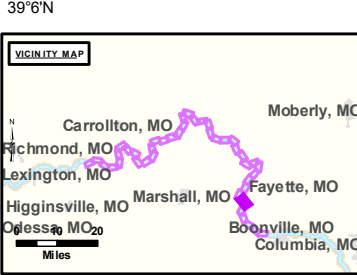 39°6'N
VICINITY MAP
Moberly, MO
Carrollton, MO
N
Richmond, MO
Lexington, MO
Fayette, MO
Marshall, MO
Higginsville, MO
Odessa, MO
Boonville, MO
0 10 20
Columbia, MO
Miles